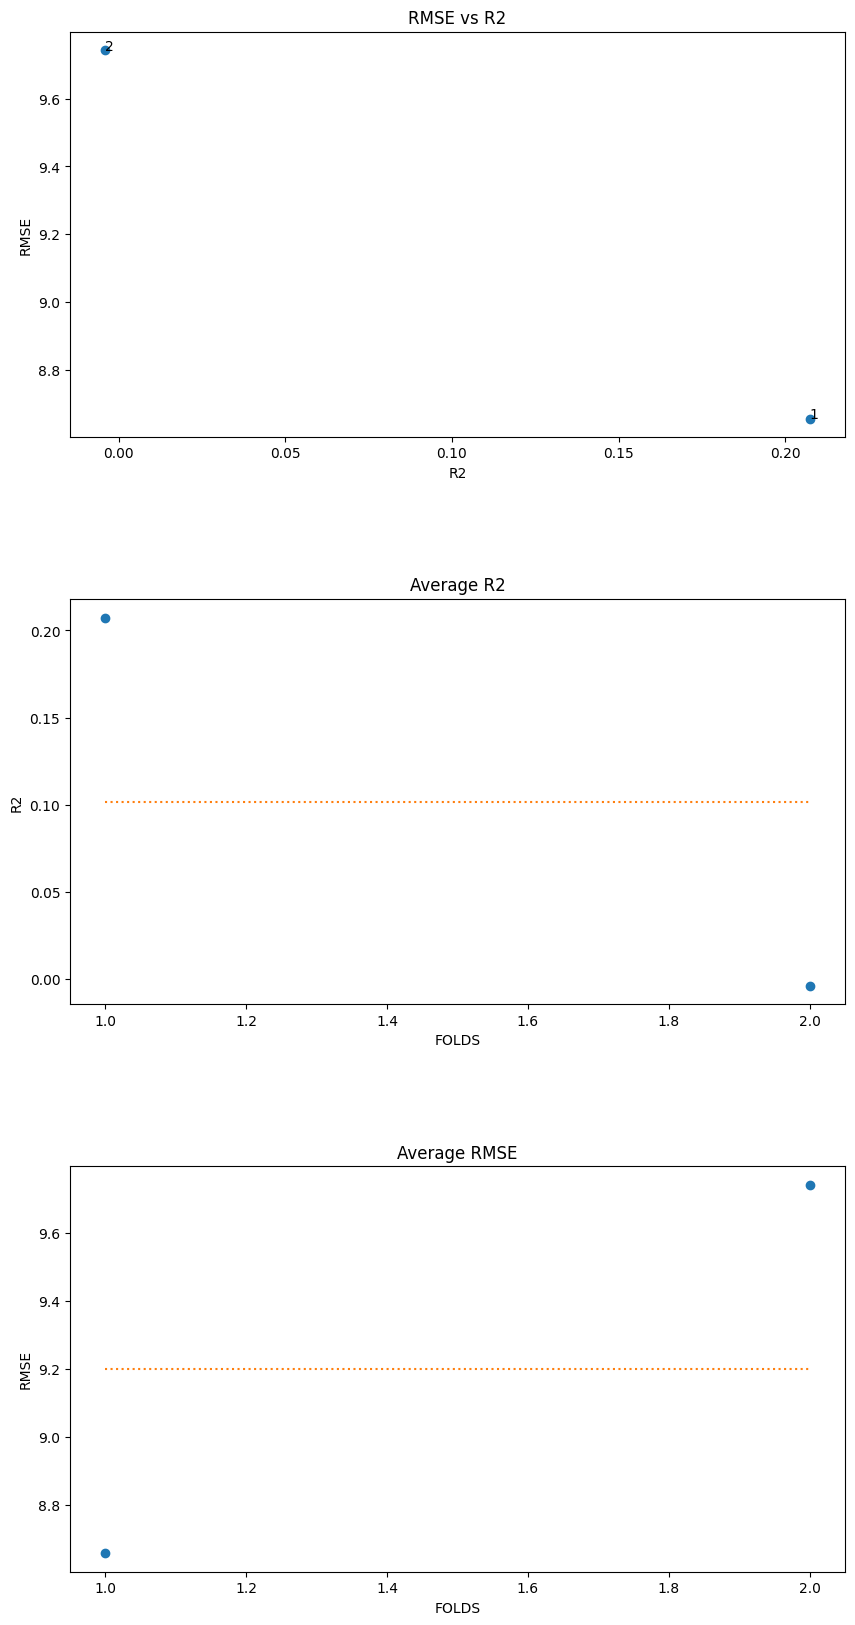 RMSE vs R2
2
9.6
9.4
9.2
9.0
8.8
RMSE
1
0.00 0.05 0.10 0.15 0.20
R2
Average R2
0.20
0.15
0.10
0.05
0.00
R2
1.0 1.2 1.4 1.6 1.8 2.0
FOLDS
Average RMSE
9.6
9.4
9.2
9.0
8.8
RMSE
1.0 1.2 1.4 1.6 1.8 2.0
FOLDS